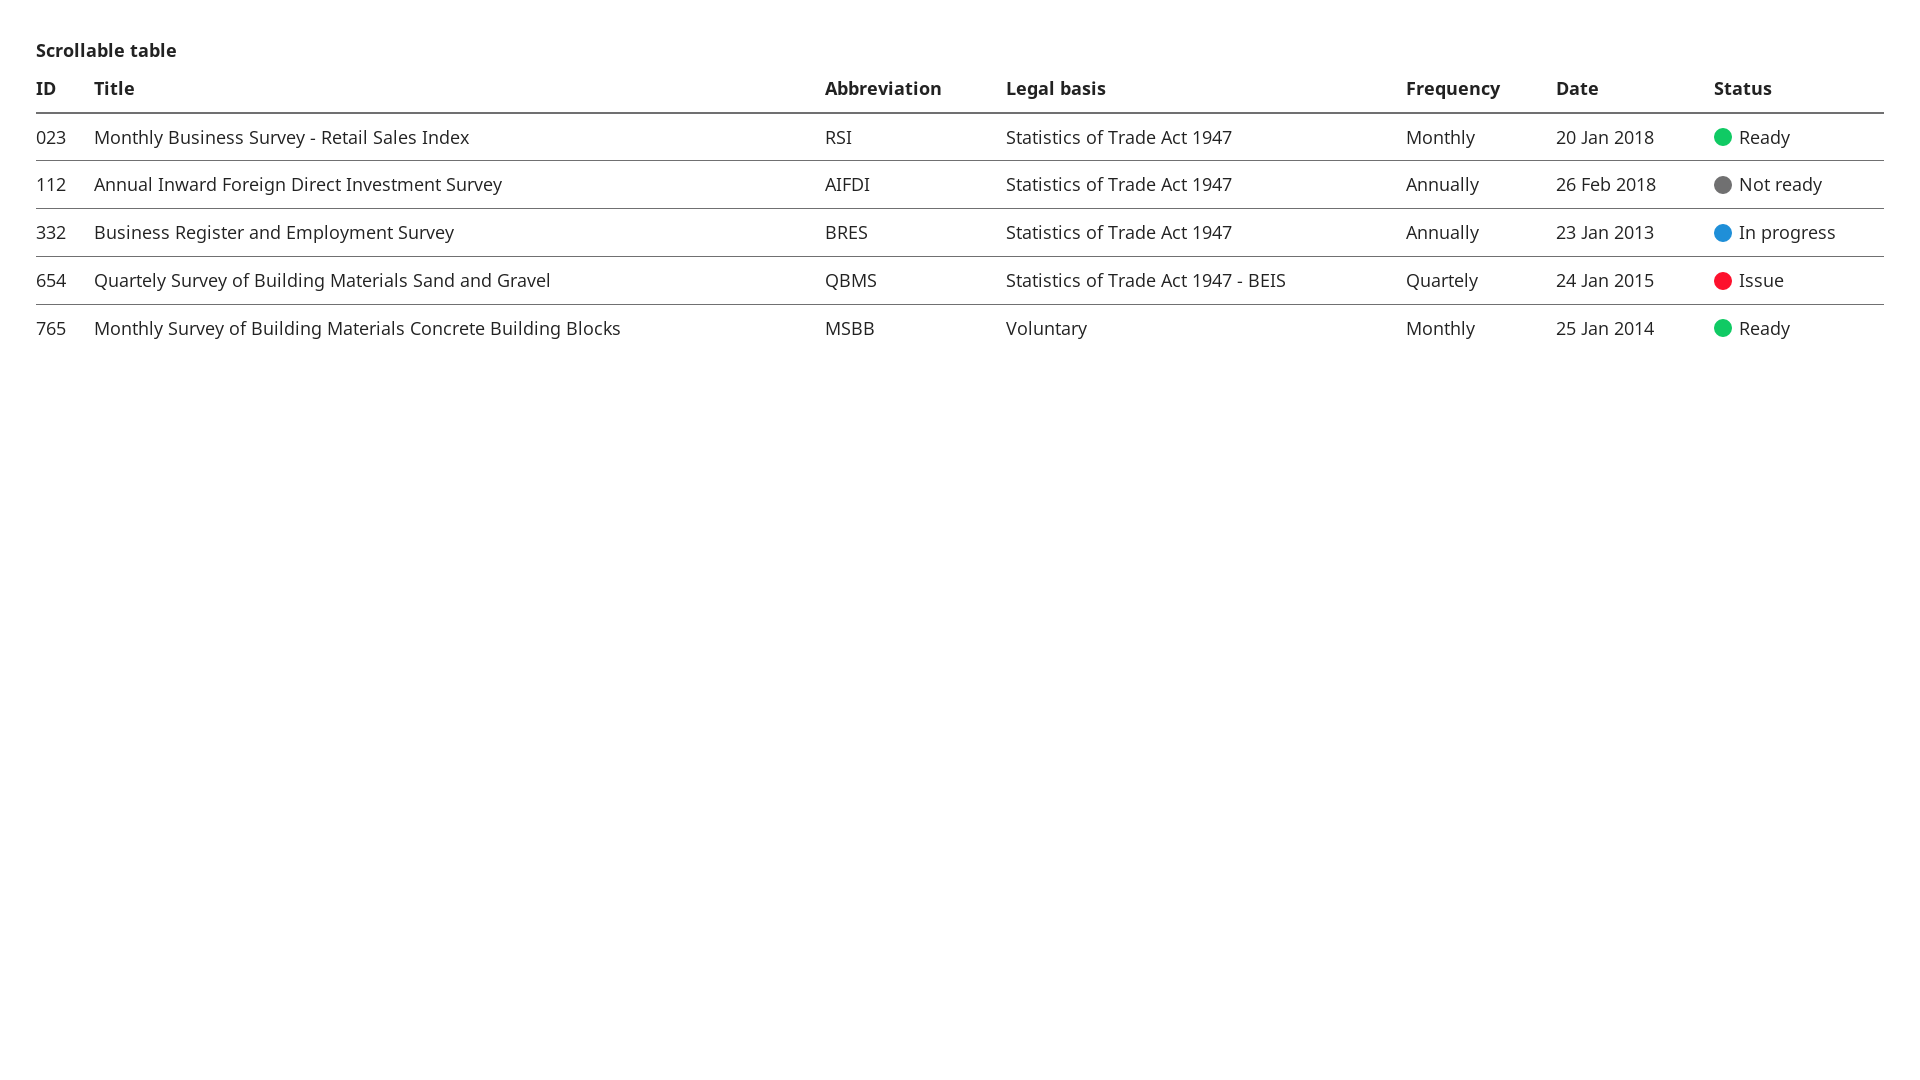 Scrollable table
ID Title Abbreviation Legal basis Frequency Date Status
023 Monthly Business Survey - Retail Sales Index RSI Statistics of Trade Act 1947 Monthly 20 Jan 2018 Ready
112 Annual Inward Foreign Direct Investment Survey AIFDI Statistics of Trade Act 1947 Annually 26 Feb 2018 Not ready
332 Business Register and Employment Survey BRES Statistics of Trade Act 1947 Annually 23 Jan 2013 In progress
654 Quartely Survey of Building Materials Sand and Gravel QBMS Statistics of Trade Act 1947 - BEIS Quartely 24 Jan 2015 Issue
765 Monthly Survey of Building Materials Concrete Building Blocks MSBB Voluntary Monthly 25 Jan 2014 Ready